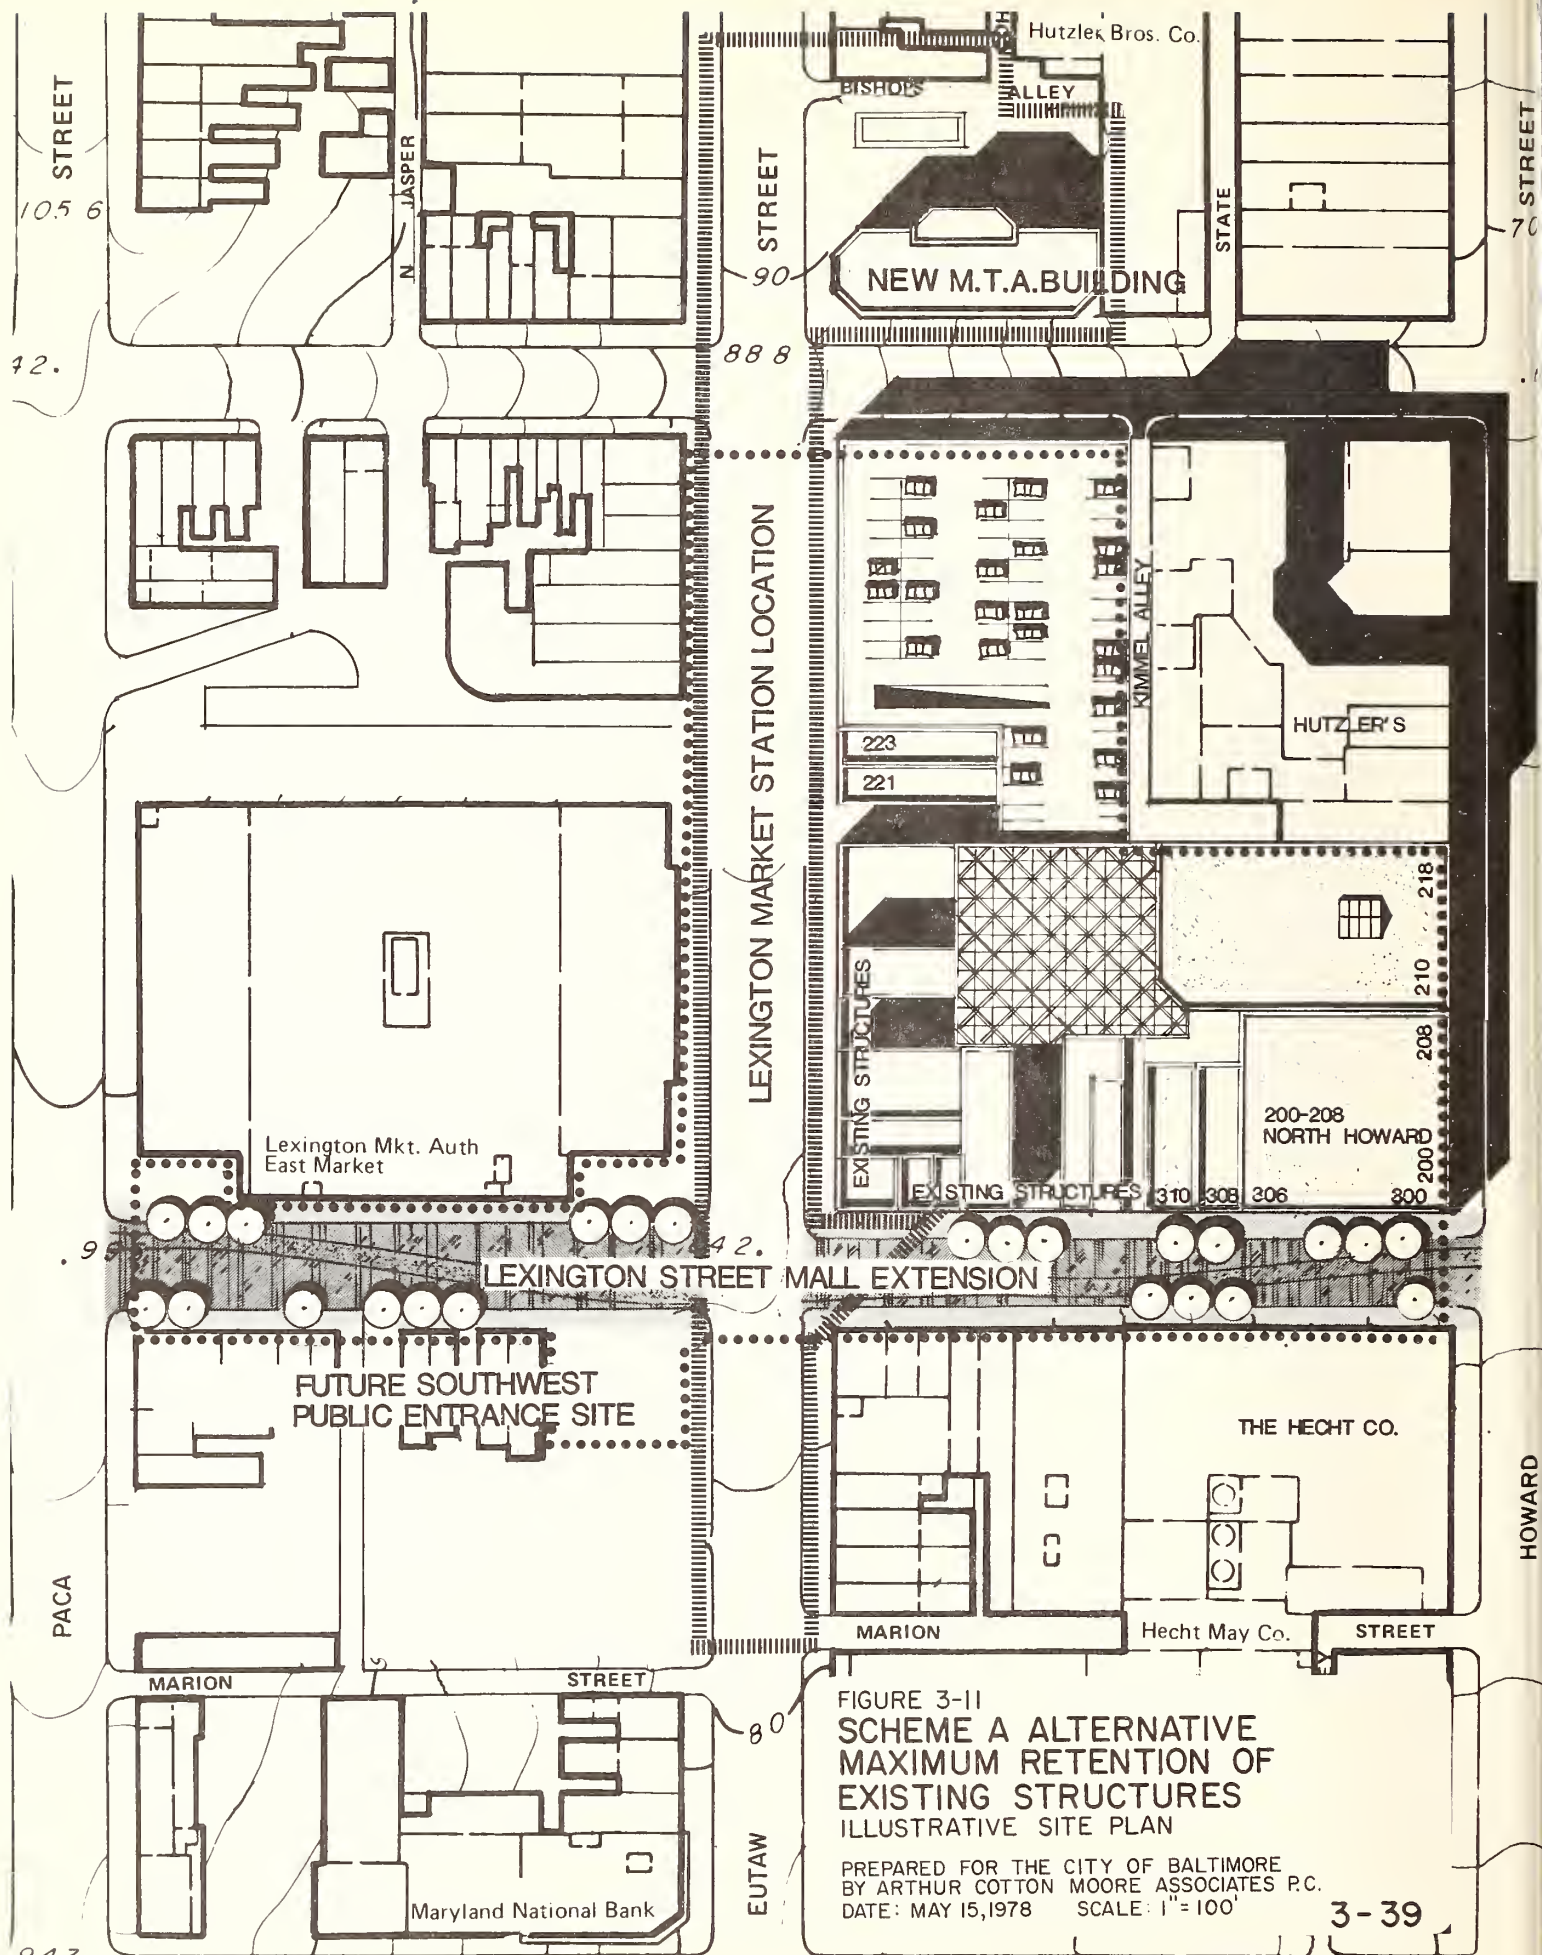 Hutzler Bros. Co.
STREET
BISHOPS
ALLEY
N JASPER
STREET
STREET
105 6
STATE
70
90
NEW M.T.A.BUILDING
42.
88 8
LEXINGTON MARKET STATION LOCATION
KIMMEL ALLEY
HUTZLER'S
223
221
218
210
EXISTING STRUCTURES
208
200-208
NORTH HOWARD
200
Lexington Mkt. Auth
East Market
EXISTING STRUCTURES
310
308
306
300
42.
LEXINGTON STREET MALL EXTENSION
FUTURE SOUTHWEST
PUBLIC ENTRANCE SITE
THE HECHT CO.
HOWARD
PACA
MARION
Hecht May Co.
STREET
MARION
STREET
80
EUTAW
Maryland National Bank
FIGURE 3-11
SCHEME A ALTERNATIVE
MAXIMUM RETENTION OF
EXISTING STRUCTURES
ILLUSTRATIVE SITE PLAN
PREPARED FOR THE CITY OF BALTIMORE
BY ARTHUR COTTON MOORE ASSOCIATES P.C.
DATE: MAY 15,1978 SCALE: 1"=100'
3-39